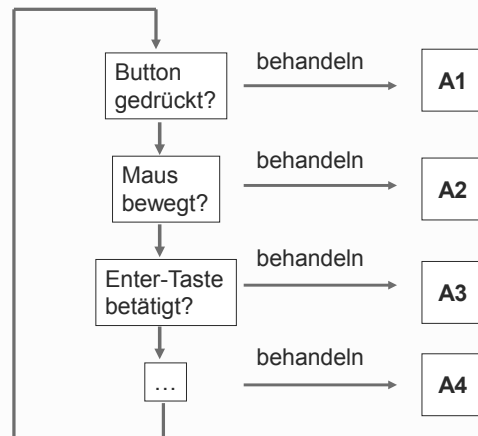 Button
gedrückt?
behandeln
A1
Maus
bewegt?
behandeln
A2
Enter-Taste
betätigt?
behandeln
A3
...
behandeln
A4